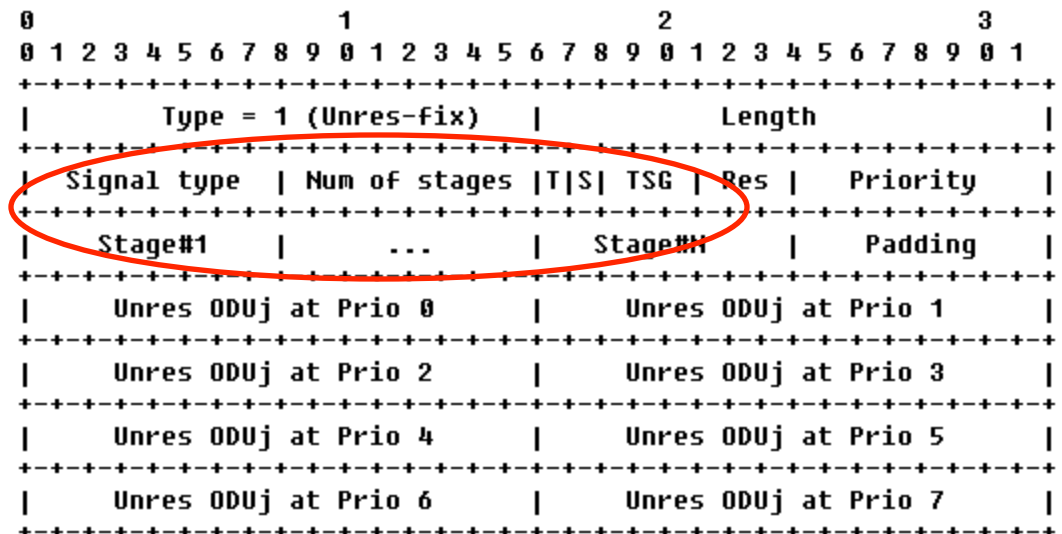 0                   1                   2                   3
0 1 2 3 4 5 6 7 8 9 0 1 2 3 4 5 6 7 8 9 0 1 2 3 4 5 6 7 8 9 0 1
+-+-+-+-+-+-+-+-+-+-+-+-+-+-+-+-+-+-+-+-+-+-+-+-+-+-+-+-+-+-+-+-+
|        Type = 1 (Unres-fix)   |           Length              |
+-+-+-+-+-+-+-+-+-+-+-+-+-+-+-+-+-+-+-+-+-+-+-+-+-+-+-+-+-+-+-+-+
|  Signal type  | Num of stages |T|S| TSG | Res |   Priority    |
+-+-+-+-+-+-+-+-+-+-+-+-+-+-+-+-+-+-+-+-+-+-+-+-+-+-+-+-+-+-+-+-+
|    Stage#1    |      ...      |   Stage#N     |    Padding    |
+-+-+-+-+-+-+-+-+-+-+-+-+-+-+-+-+-+-+-+-+-+-+-+-+-+-+-+-+-+-+-+-+
|     Unres ODUj at Prio 0      |     Unres ODUj at Prio 1      |
+-+-+-+-+-+-+-+-+-+-+-+-+-+-+-+-+-+-+-+-+-+-+-+-+-+-+-+-+-+-+-+-+
|     Unres ODUj at Prio 2      |     Unres ODUj at Prio 3      |
+-+-+-+-+-+-+-+-+-+-+-+-+-+-+-+-+-+-+-+-+-+-+-+-+-+-+-+-+-+-+-+-+
|     Unres ODUj at Prio 4      |     Unres ODUj at Prio 5      |
+-+-+-+-+-+-+-+-+-+-+-+-+-+-+-+-+-+-+-+-+-+-+-+-+-+-+-+-+-+-+-+-+
|     Unres ODUj at Prio 6      |     Unres ODUj at Prio 7      |
+-+-+-+-+-+-+-+-+-+-+-+-+-+-+-+-+-+-+-+-+-+-+-+-+-+-+-+-+-+-+-+-+